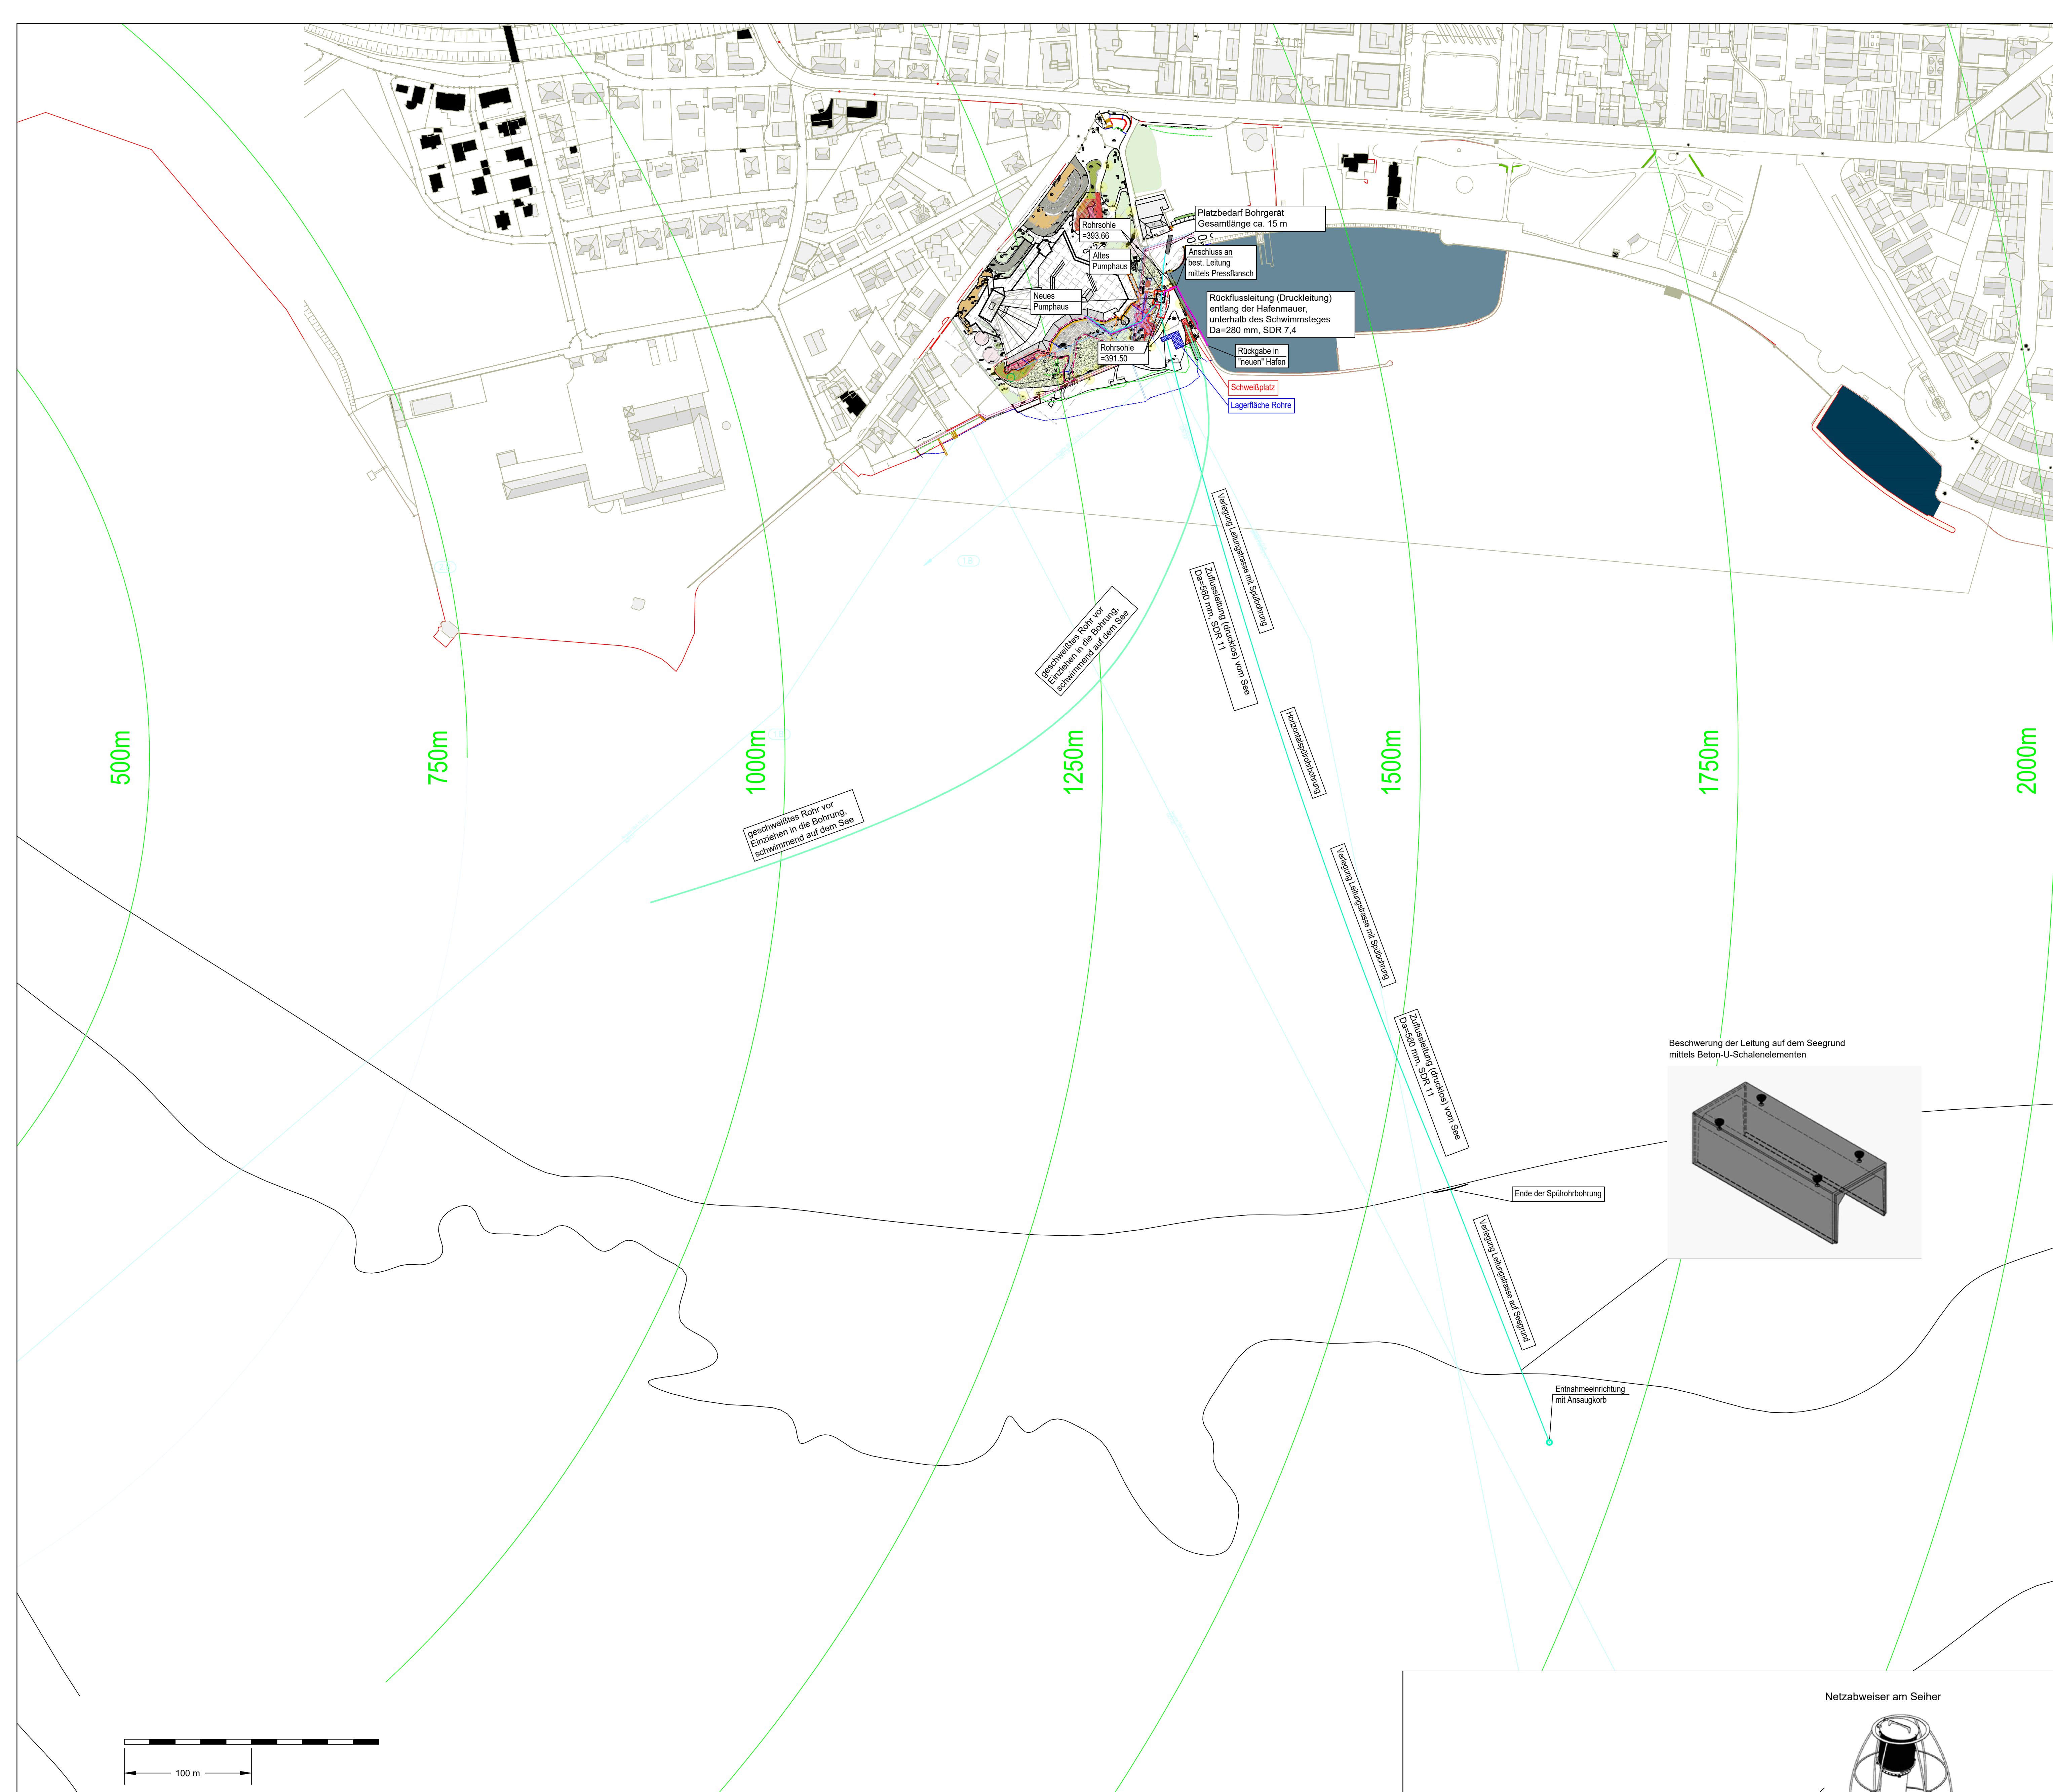 Platzbedarf Bohrgerät
Gesamtlänge ca. 15 m
Rohrsohle
=393.66
Altes
Pumphaus
Anschluss an
best. Leitung
mittels Pressflansch
Neues
Pumphaus
Rückflussleitung (Druckleitung)
entlang der Hafenmauer,
unterhalb des Schwimmsteges
Da=280 mm, SDR 7,4
Rohrsohle
=391.50
Rückgabe in
"neuen" Hafen
Schweißplatz
Lagerfläche Rohre
Verlegung Leitungstrasse mit Spülbohrung
Zuflussleitung (drucklos) vom See
Da=560 mm, SDR 11
geschweißtes Rohr vor
Einziehen in die Bohrung,
schwimmend auf dem See
Horizontalspülrohrbohrung
500m
750m
1000m
1250m
1500m
1750m
2000m
geschweißtes Rohr vor
Einziehen in die Bohrung,
schwimmend auf dem See
Verlegung Leitungstrasse mit Spülbohrung
Zuflussleitung (drucklos) vom See
Da=560 mm, SDR 11
Beschwerung der Leitung auf dem Seegrund
mittels Beton-U-Schalenelementen
Ende der Spülrohrbohrung
Verlegung Leitungstrasse auf Seegrund
Entnahmeeinrichtung
mit Ansaugkorb
Netzabweiser am Seiher
100 m